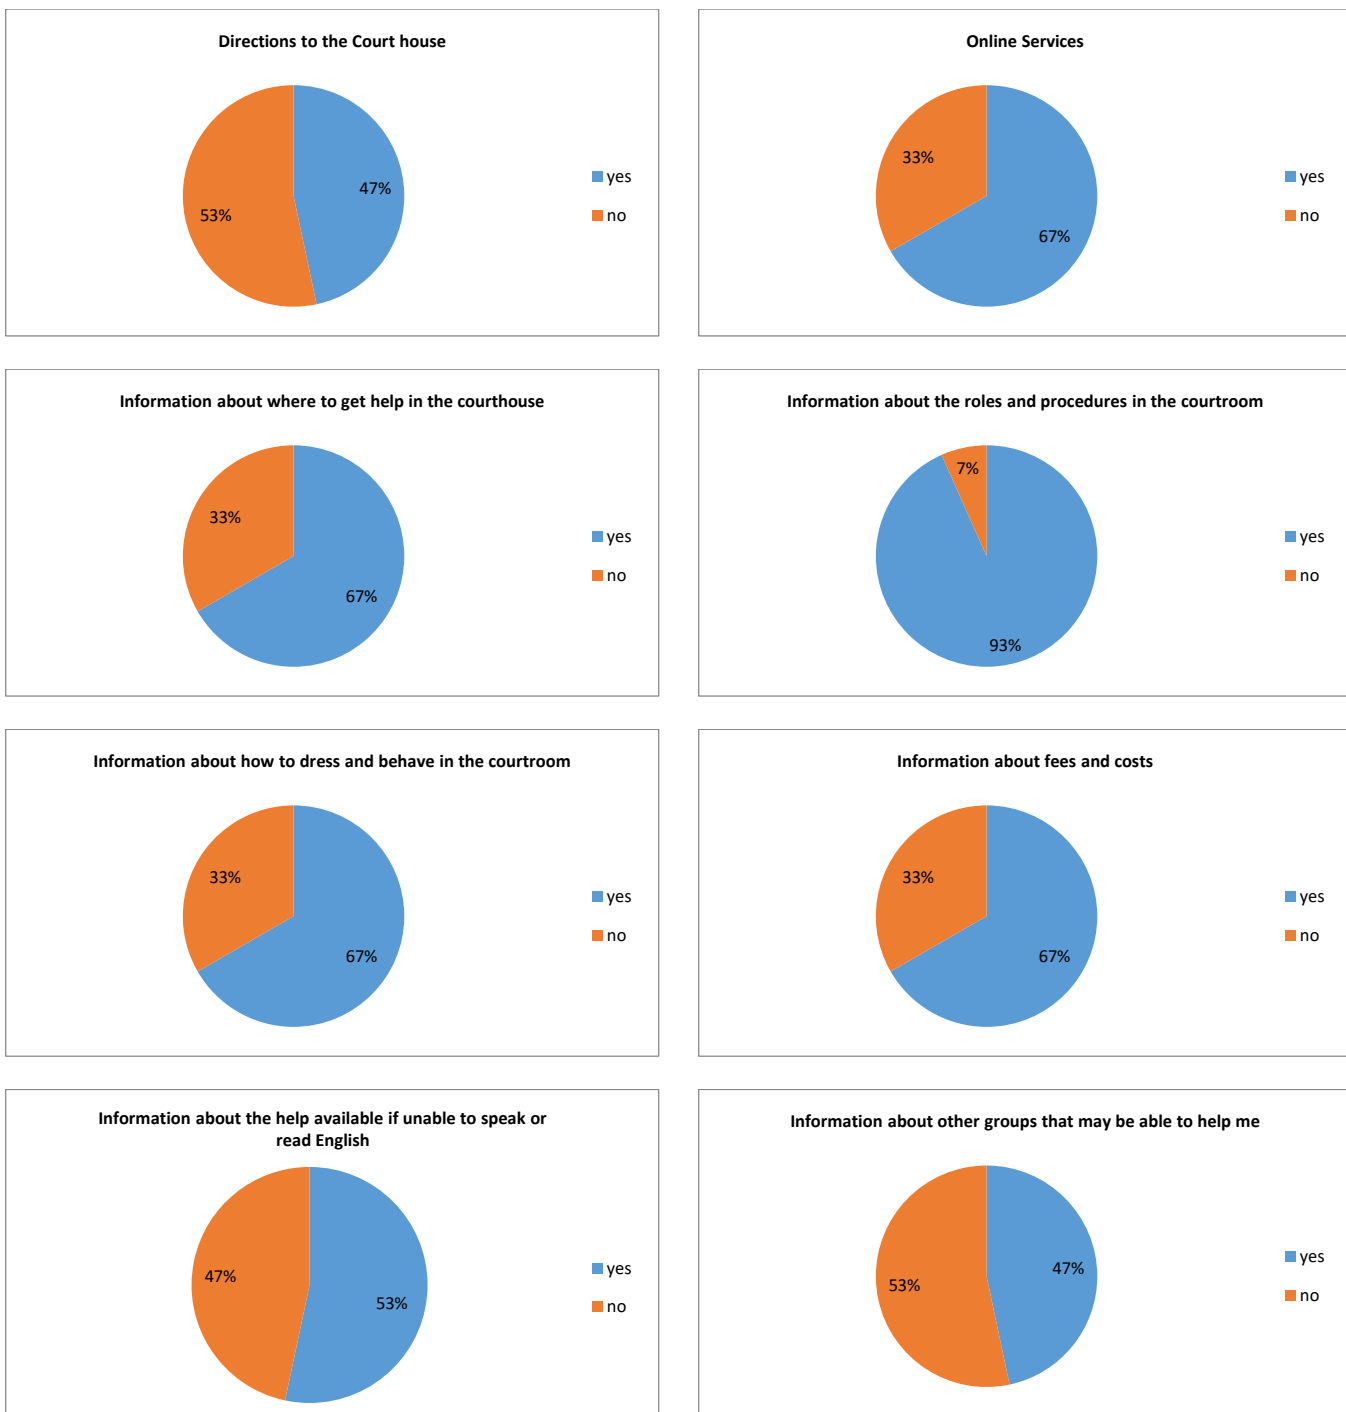 Directions to the Court house
47%
53%
yes
no
Online Services
33%
67%
yes
no
Information about where to get help in the courthouse
33%
67%
yes
no
Information about the roles and procedures in the courtroom
7%
93%
yes
no
Information about how to dress and behave in the courtroom
33%
67%
yes
no
Information about fees and costs
33%
67%
yes
no
Information about the help available if unable to speak or
read English
47%
53%
yes
no
Information about other groups that may be able to help me
47%
53%
yes
no